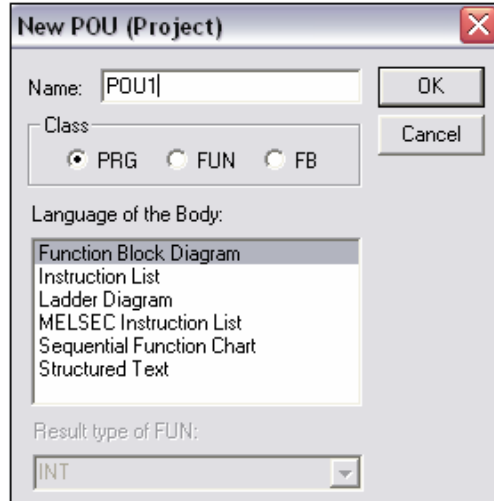 New POU (Project)
Name: POU1
OK
Class
Cancel
PRG FUN FB
Language of the Body:
Function Block Diagram
Instruction List
Ladder Diagram
MELSEC Instruction List
Sequential Function Chart
Structured Text
Result type of FUN:
INT